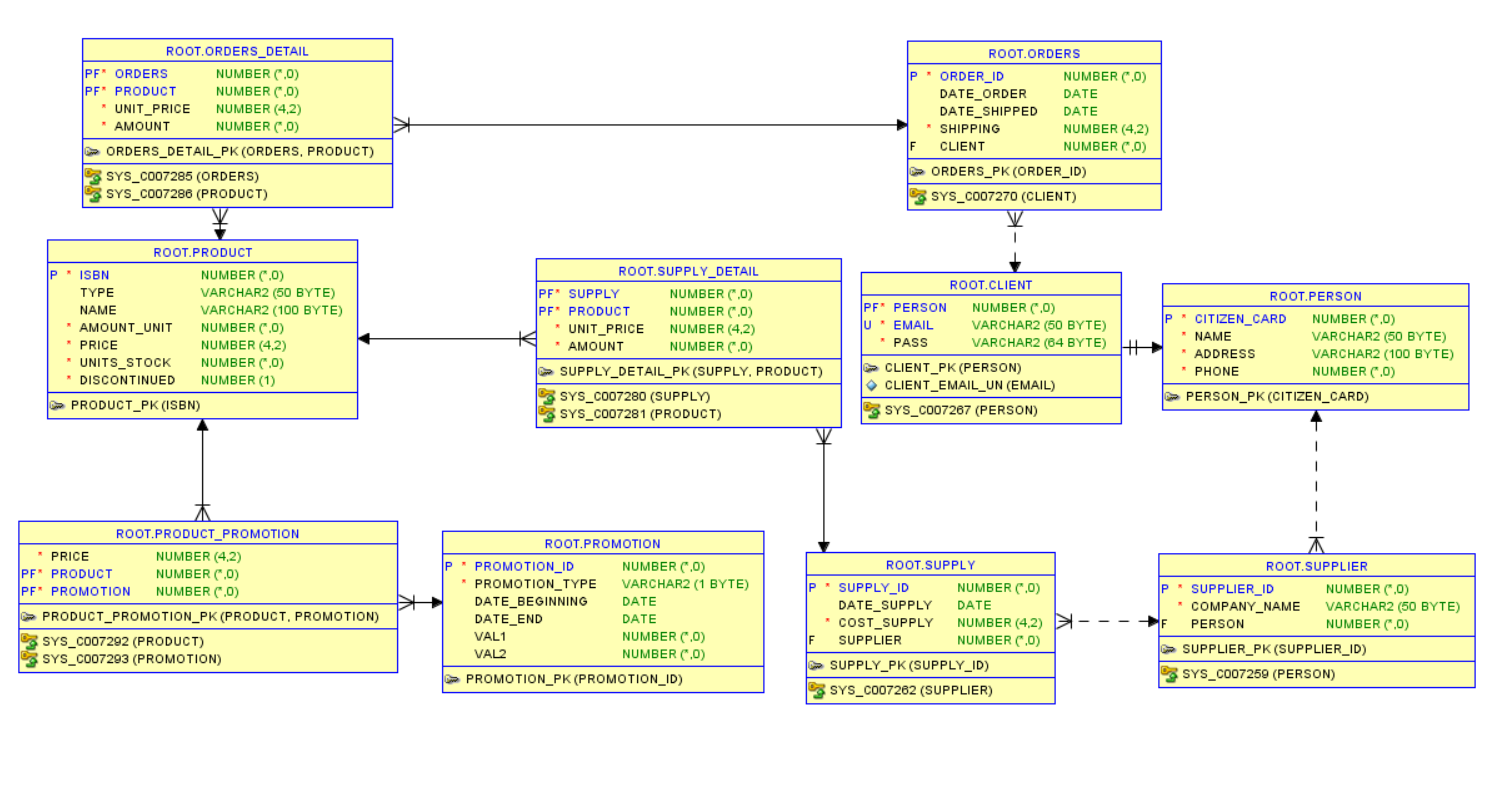 ROOT.ORDERS_DETAIL
PF* ORDERS NUMBER (*,0)
PF* PRODUCT NUMBER (*,0)
* UNIT_PRICE NUMBER (4,2)
* AMOUNT NUMBER (*,0)
ORDERS_DETAIL_PK (ORDERS, PRODUCT)
SYS_C007285 (ORDERS)
SYS_C007286 (PRODUCT)
ROOT.ORDERS
P * ORDER_ID NUMBER (*,0)
DATE_ORDER DATE
DATE_SHIPPED DATE
* SHIPPING NUMBER (4,2)
F CLIENT NUMBER (*,0)
ORDERS_PK (ORDER_ID)
SYS_C007270 (CLIENT)
ROOT.PRODUCT
P * ISBN NUMBER (*,0)
TYPE VARCHAR2 (50 BYTE)
NAME VARCHAR2 (100 BYTE)
* AMOUNT_UNIT NUMBER (*,0)
* PRICE NUMBER (4,2)
* UNITS_STOCK NUMBER (*,0)
* DISCONTINUED NUMBER (1)
PRODUCT_PK (ISBN)
ROOT.SUPPLY_DETAIL
PF* SUPPLY NUMBER (*,0)
PF* PRODUCT NUMBER (*,0)
* UNIT_PRICE NUMBER (4,2)
* AMOUNT NUMBER (*,0)
SUPPLY_DETAIL_PK (SUPPLY, PRODUCT)
SYS_C007280 (SUPPLY)
SYS_C007281 (PRODUCT)
ROOT.CLIENT
PF* PERSON NUMBER (*,0)
U * EMAIL VARCHAR2 (50 BYTE)
* PASS VARCHAR2 (64 BYTE)
CLIENT_PK (PERSON)
CLIENT_EMAIL_UN (EMAIL)
SYS_C007267 (PERSON)
ROOT.PERSON
P * CITIZEN_CARD NUMBER (*,0)
* NAME VARCHAR2 (50 BYTE)
* ADDRESS VARCHAR2 (100 BYTE)
* PHONE NUMBER (*,0)
PERSON_PK (CITIZEN_CARD)
ROOT.PRODUCT_PROMOTION
* PRICE NUMBER (4,2)
PF* PRODUCT NUMBER (*,0)
PF* PROMOTION NUMBER (*,0)
PRODUCT_PROMOTION_PK (PRODUCT, PROMOTION)
SYS_C007292 (PRODUCT)
SYS_C007293 (PROMOTION)
ROOT.PROMOTION
P * PROMOTION_ID NUMBER (*,0)
* PROMOTION_TYPE VARCHAR2 (1 BYTE)
DATE_BEGINNING DATE
DATE_END DATE
VAL1 NUMBER (*,0)
VAL2 NUMBER (*,0)
PROMOTION_PK (PROMOTION_ID)
ROOT.SUPPLY
P * SUPPLY_ID NUMBER (*,0)
DATE_SUPPLY DATE
* COST_SUPPLY NUMBER (4,2)
F SUPPLIER NUMBER (*,0)
SUPPLY_PK (SUPPLY_ID)
SYS_C007262 (SUPPLIER)
ROOT.SUPPLIER
P * SUPPLIER_ID NUMBER (*,0)
* COMPANY_NAME VARCHAR2 (50 BYTE)
F PERSON NUMBER (*,0)
SUPPLIER_PK (SUPPLIER_ID)
SYS_C007259 (PERSON)